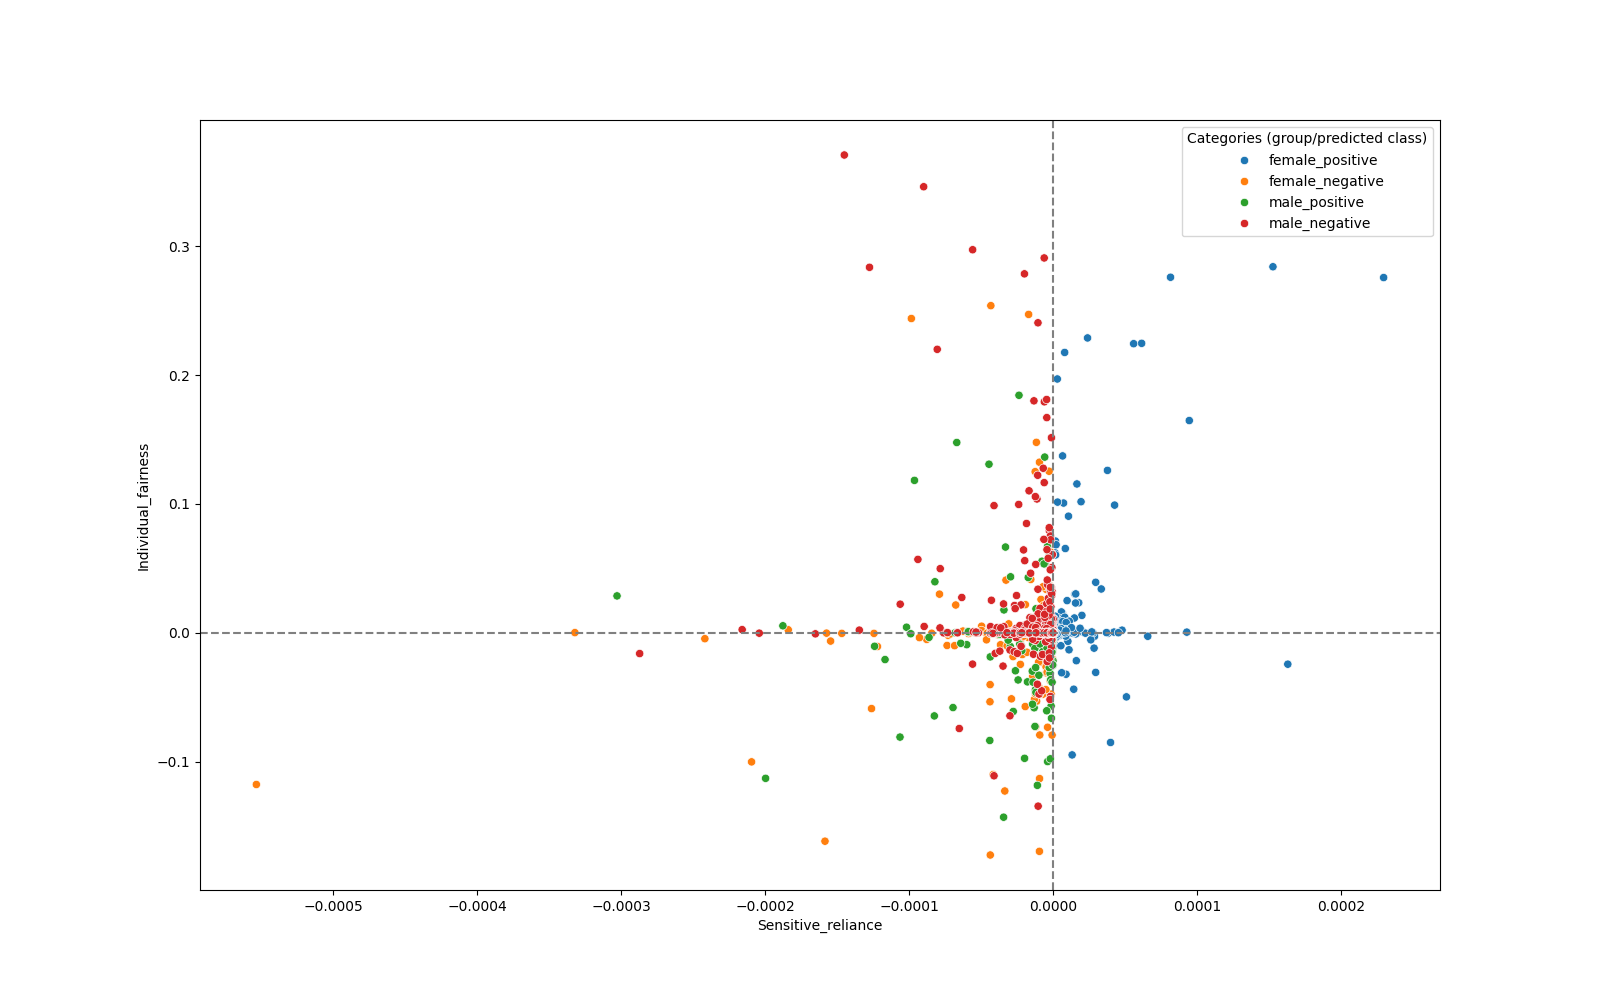 Categories (group/predicted class)
female_positive
female_negative
male_positive
male_negative
0.3
0.2
0.1
0.0
−0.1
Individual_fairness
−0.0005
−0.0004
−0.0003
−0.0002
−0.0001
0.0000
0.0001
0.0002
Sensitive_reliance